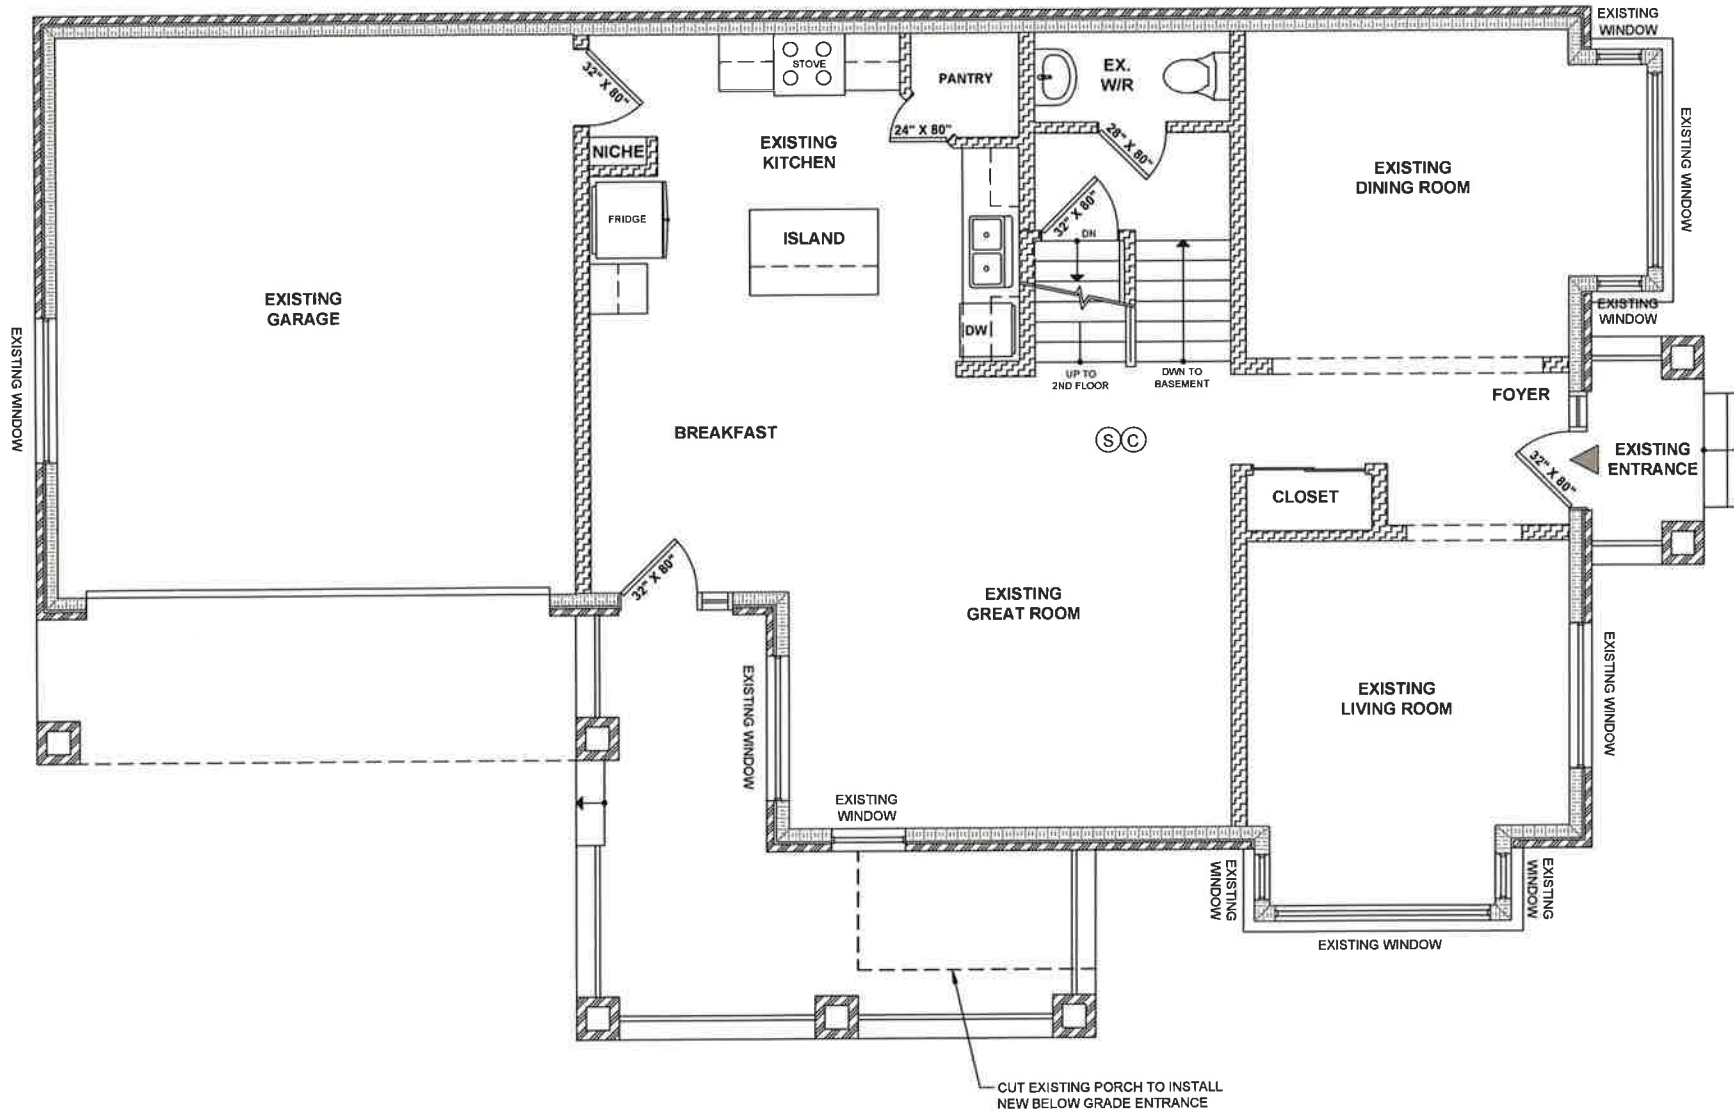 EXISTING
WINDOW
STOVE
32" X 80"
PANTRY
EX.
W/R
24" X 80"
28" X 80"
EXISTING
KITCHEN
NICHE
EXISTING
DINING ROOM
EXISTING WINDOW
FRIDGE
ISLAND
32" X 80"
DN
EXISTING
GARAGE
EXISTING WINDOW
DW
EXISTING
WINDOW
UP TO
2ND FLOOR
DWN TO
BASEMENT
FOYER
BREAKFAST
S C
EXISTING
ENTRANCE
32" X 80"
CLOSET
32" X 80"
EXISTING
GREAT ROOM
EXISTING WINDOW
EXISTING
LIVING ROOM
EXISTING WINDOW
EXISTING
WINDOW
EXISTING
WINDOW
EXISTING
WINDOW
EXISTING WINDOW
CUT EXISTING PORCH TO INSTALL
NEW BELOW GRADE ENTRANCE